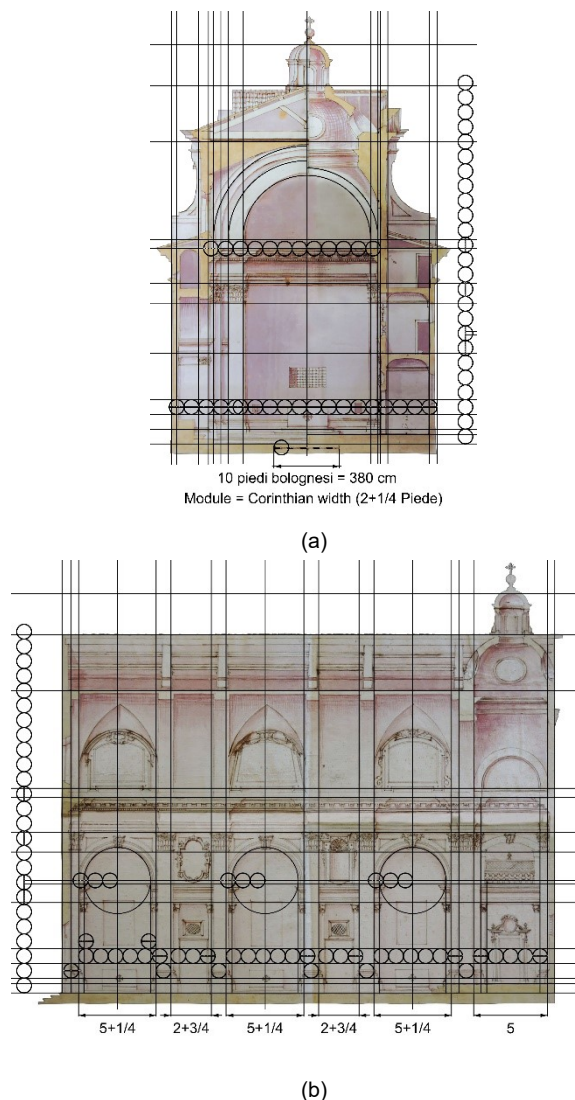 10 piedi bolognesi = 380 cm
Module = Corinthian width (2+1/4 Piede)
(a)
5+1/4 2+3/4 5+1/4 2+3/4 5+1/4 5
(b)